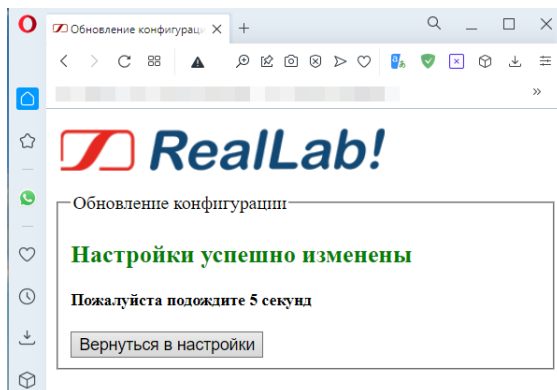 Обновление конфигураци
RealLab!
Обновление конфигурации
Настройки успешно изменены
Пожалуйста подождите 5 секунд
Вернуться в настройки